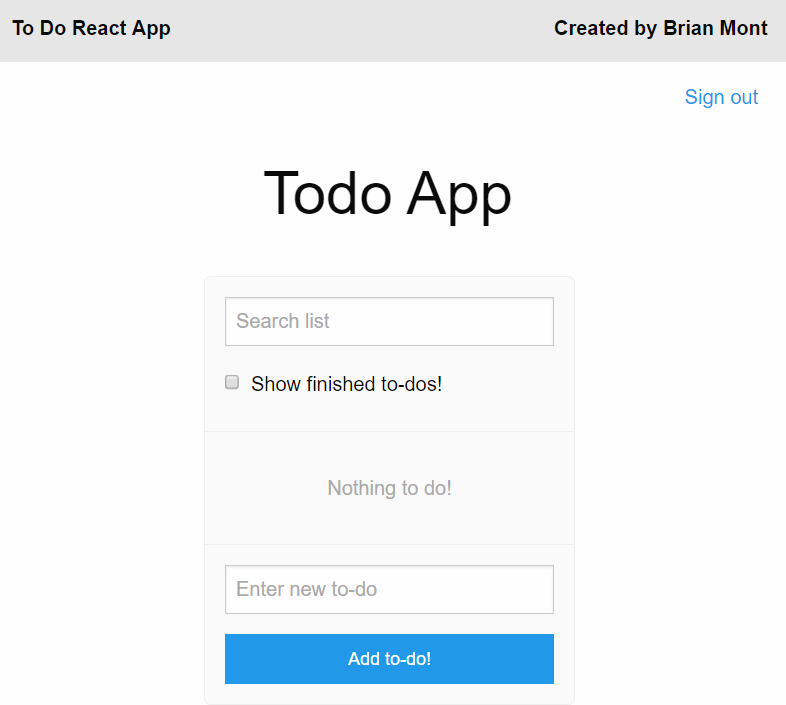 To Do React App Created by Brian Mont
Sign out
Todo App
Search list
Show finished to-dos!
Nothing to do!
Enter new to-do
Add to-do!